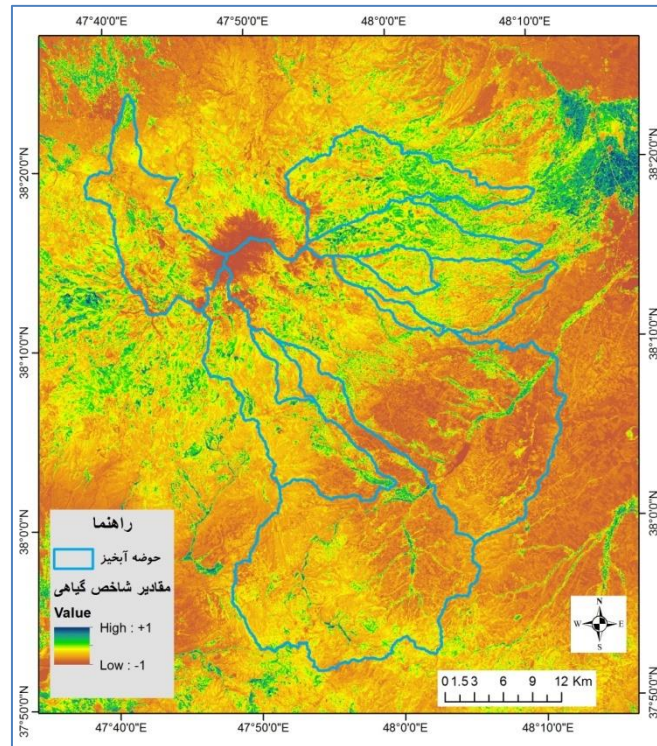 47°40'0"E 47°50'0"E 48°0'0"E 48°10'0"E
38°20'0"N
38°20'0"N
38°10'0"N
38°10'0"N
38°0'0"N
38°0'0"N
37°50'0"N
37°50'0"N
راهنما
حوضه آبخیز
مقادیر شاخص گیاهی
Value
High : +1
Low : -1
N
W E
S
0 1.5 3 6 9 12 Km
47°40'0"E 47°50'0"E 48°0'0"E 48°10'0"E